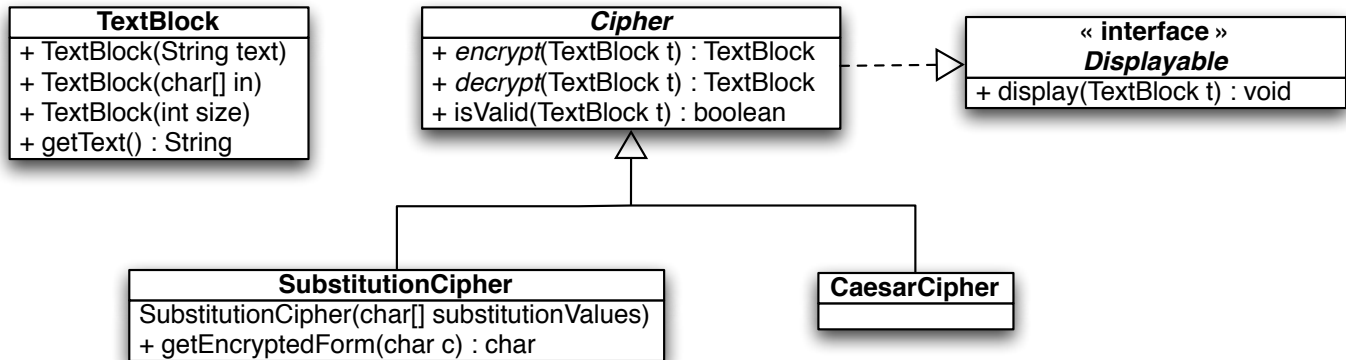 TextBlock
+ TextBlock(String text)
+ TextBlock(char[] in)
+ TextBlock(int size)
+ getText() : String
Cipher
+ encrypt(TextBlock t) : TextBlock
+ decrypt(TextBlock t) : TextBlock
+ isValid(TextBlock t) : boolean
« interface »
Displayable
+ display(TextBlock t) : void
SubstitutionCipher
SubstitutionCipher(char[] substitutionValues)
+ getEncryptedForm(char c) : char
CaesarCipher